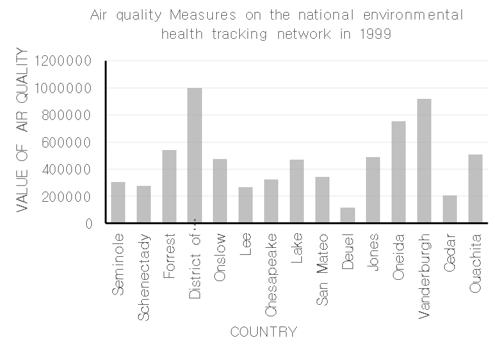 Air quality Measures on the national environmental
health tracking network in 1999
VALUE OF AIR QUALITY
1200000
1000000
800000
600000
400000
200000
0
Seminole
Schenectady
Forrest
District of...
Onslow
Lee
Chesapeake
Lake
San Mateo
Deuel
Jones
Oneida
Vanderburgh
Cedar
Ouachita
COUNTRY